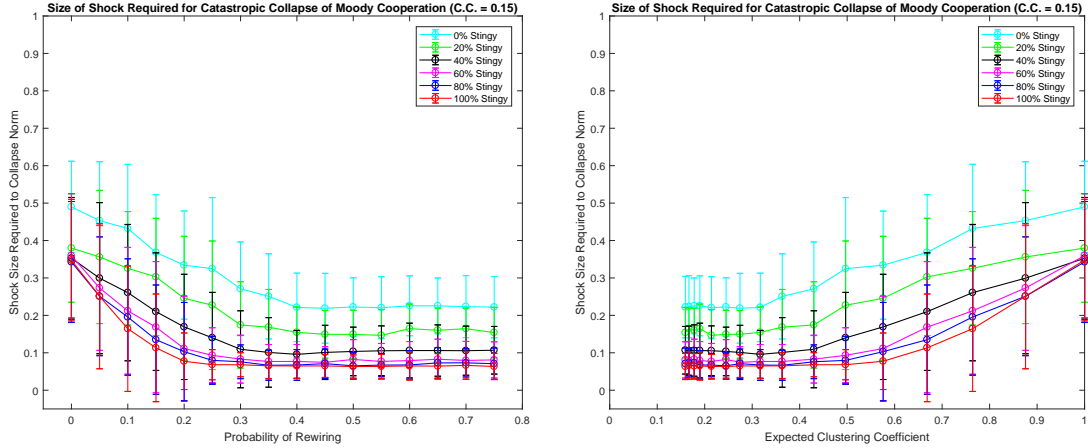 Size of Shock Required for Catastropic Collapse of Moody Cooperation (C.C. = 0.15)
Shock Size Required to Collapse Norm
1
0.9
0.8
0.7
0.6
0.5
0.4
0.3
0.2
0.1
0
0% Stingy
20% Stingy
40% Stingy
60% Stingy
80% Stingy
100% Stingy
0 0.1 0.2 0.3 0.4 0.5 0.6 0.7 0.8
Probability of Rewiring
Size of Shock Required for Catastropic Collapse of Moody Cooperation (C.C. = 0.15)
Shock Size Required to Collapse Norm
1
0.9
0.8
0.7
0.6
0.5
0.4
0.3
0.2
0.1
0
0% Stingy
20% Stingy
40% Stingy
60% Stingy
80% Stingy
100% Stingy
0 0.1 0.2 0.3 0.4 0.5 0.6 0.7 0.8 0.9 1
Expected Clustering Coefficient